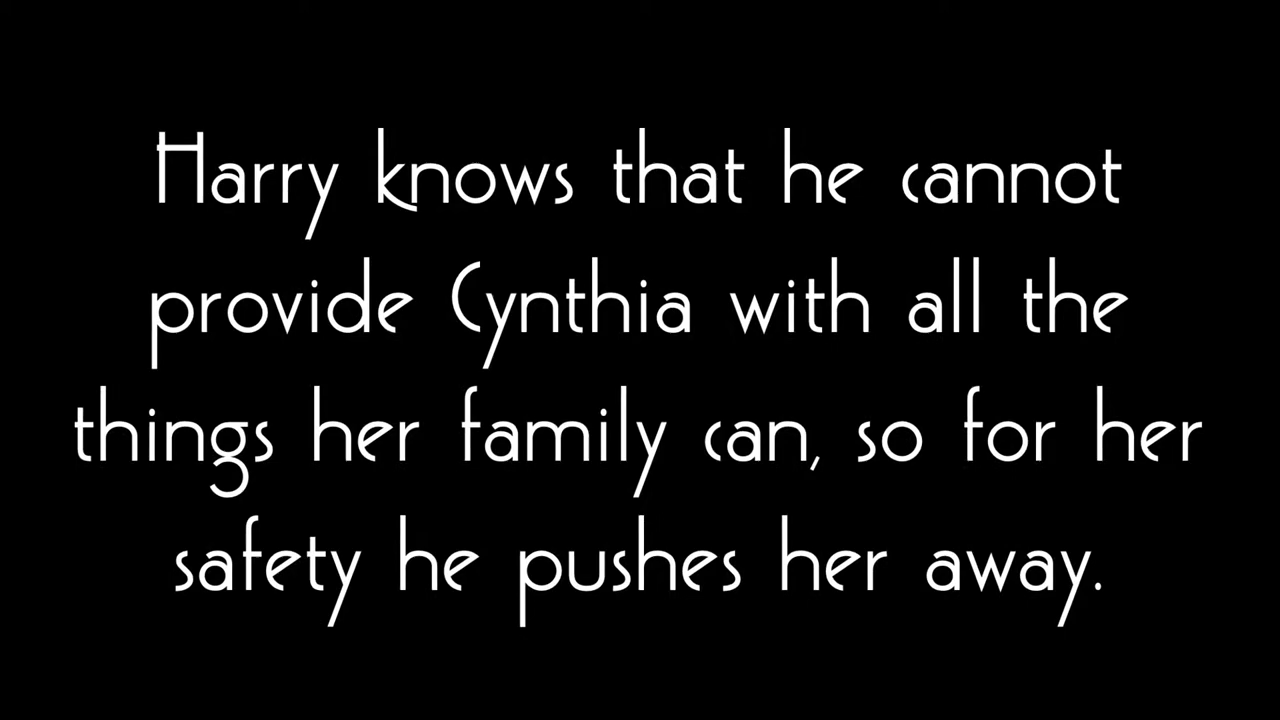 Harry knows that he cannot
provide Cynthia with all the
things her family can, so for her
safety he pushes her away.